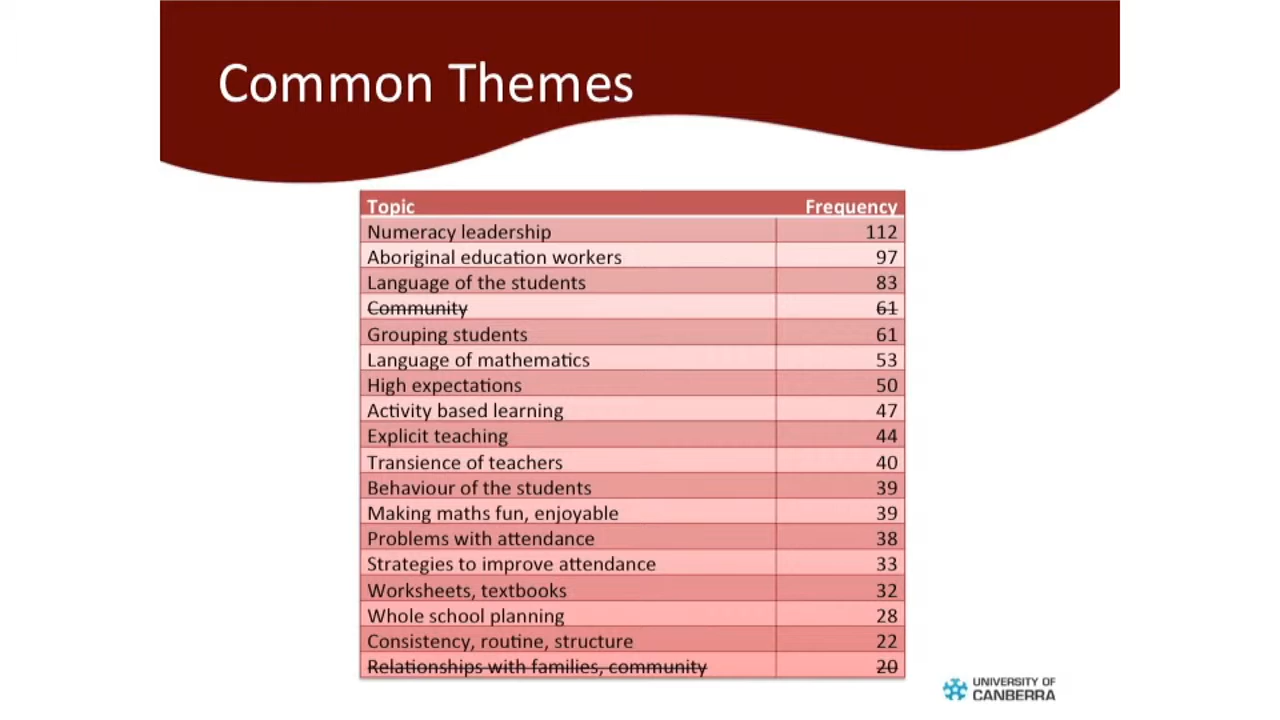 Common Themes
Topic Frequency
Numeracy leadership 112
Aboriginal education workers 97
Language of the students 83
Community 61
Grouping students 61
Language of mathematics 53
High expectations 50
Activity based learning 47
Explicit teaching 44
Transience of teachers 40
Behaviour of the students 39
Making maths fun, enjoyable 39
Problems with attendance 38
Strategies to improve attendance 33
Worksheets, textbooks 32
Whole school planning 28
Consistency, routine, structure 22
Relationships with families, community 20
UNIVERSITY OF
CANBERRA